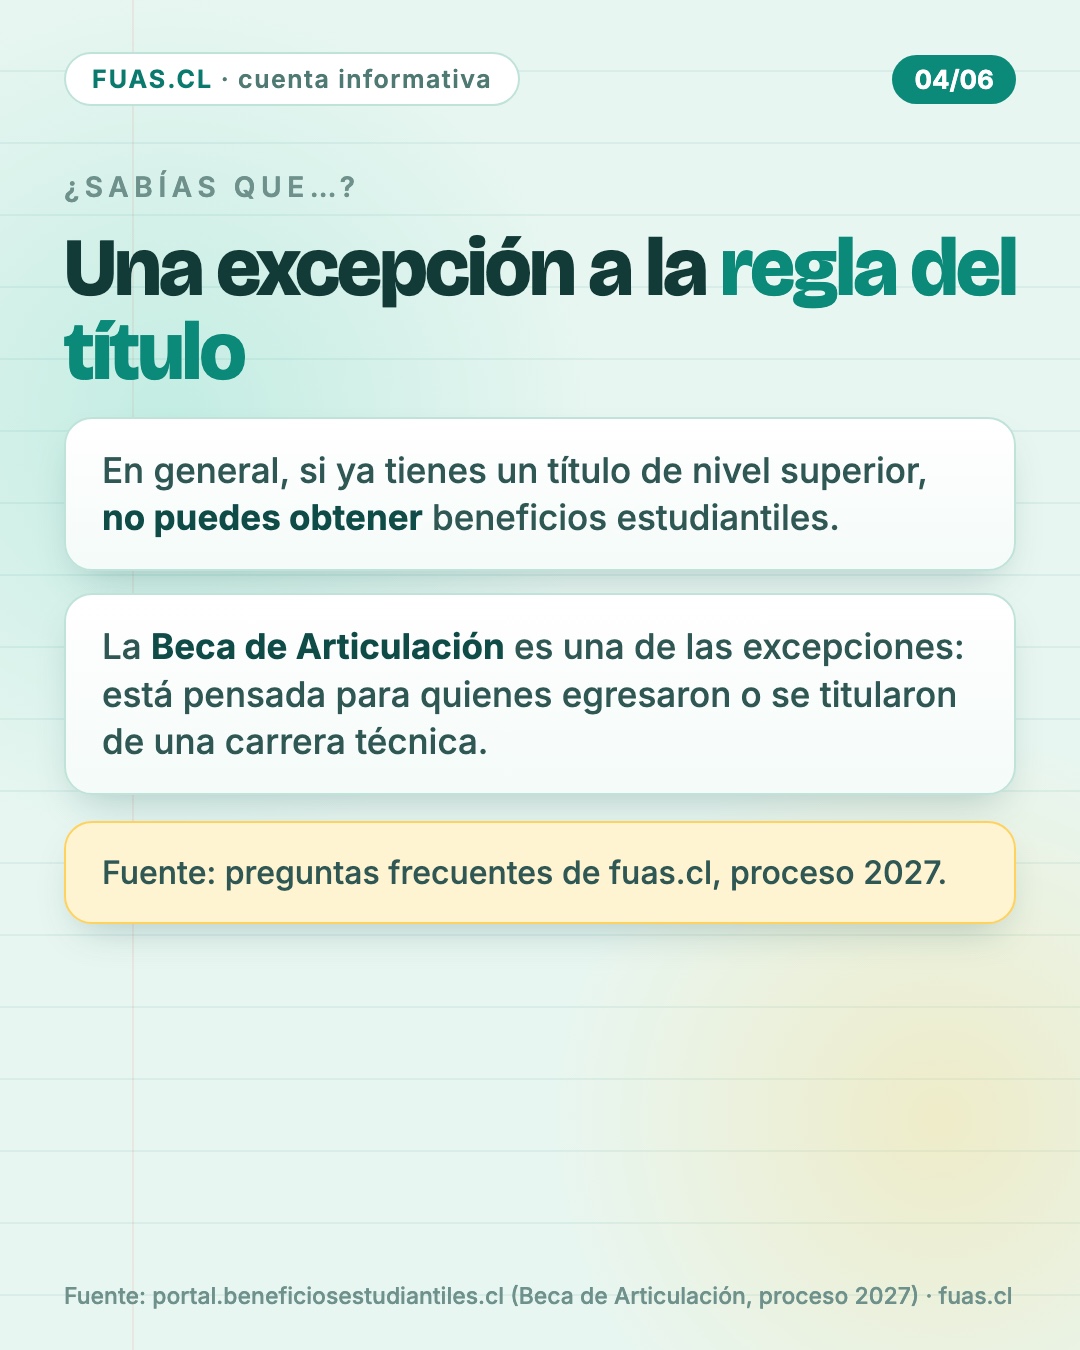 FUAS.CL · cuenta informativa
04/06
¿SABÍAS QUE...?
Una excepción a la regla del
título
En general, si ya tienes un título de nivel superior,
no puedes obtener beneficios estudiantiles.
La Beca de Articulación es una de las excepciones:
está pensada para quienes egresaron o se titularon
de una carrera técnica.
Fuente: preguntas frecuentes de fuas.cl, proceso 2027.
Fuente: portal.beneficiosestudiantiles.cl (Beca de Articulación, proceso 2027) · fuas.cl